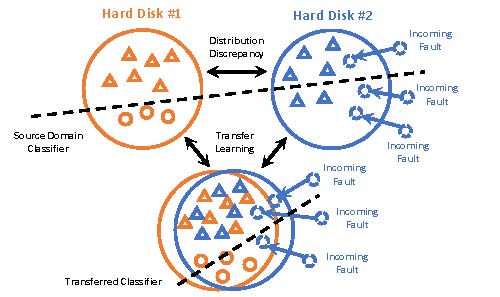 Hard Disk #1
Hard Disk #2
Distribution
Discrepancy
Incoming
Fault
Incoming
Fault
Incoming
Fault
Source Domain
Classifier
Transfer
Learning
Incoming
Fault
Incoming
Fault
Incoming
Fault
Transferred Classifier